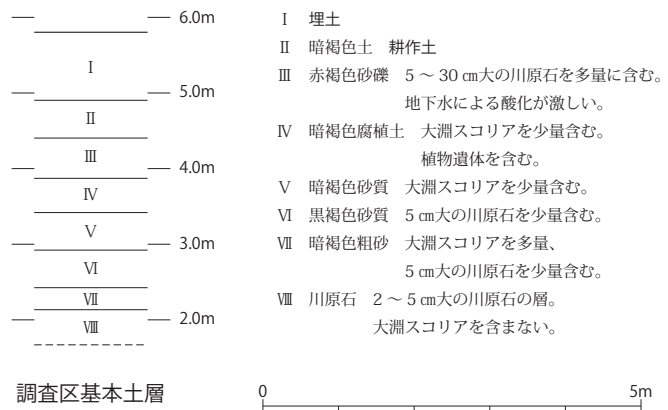 6.0m
5.0m
4.0m
3.0m
2.0m
Ⅰ
Ⅱ
Ⅲ
Ⅳ
Ⅴ
Ⅵ
Ⅶ
Ⅷ
Ⅰ 埋土
Ⅱ 暗褐色土 耕作土
Ⅲ 赤褐色砂礫 5～30㎝大の川原石を多量に含む。
地下水による酸化が激しい。
Ⅳ 暗褐色腐植土 大淵スコリアを少量含む。
植物遺体を含む。
Ⅴ 暗褐色砂質 大淵スコリアを少量含む。
Ⅵ 黒褐色砂質 5㎝大の川原石を少量含む。
Ⅶ 暗褐色粗砂 大淵スコリアを多量、
5㎝大の川原石を少量含む。
Ⅷ 川原石 2～5㎝大の川原石の層。
大淵スコリアを含まない。
調査区基本土層
0
5m